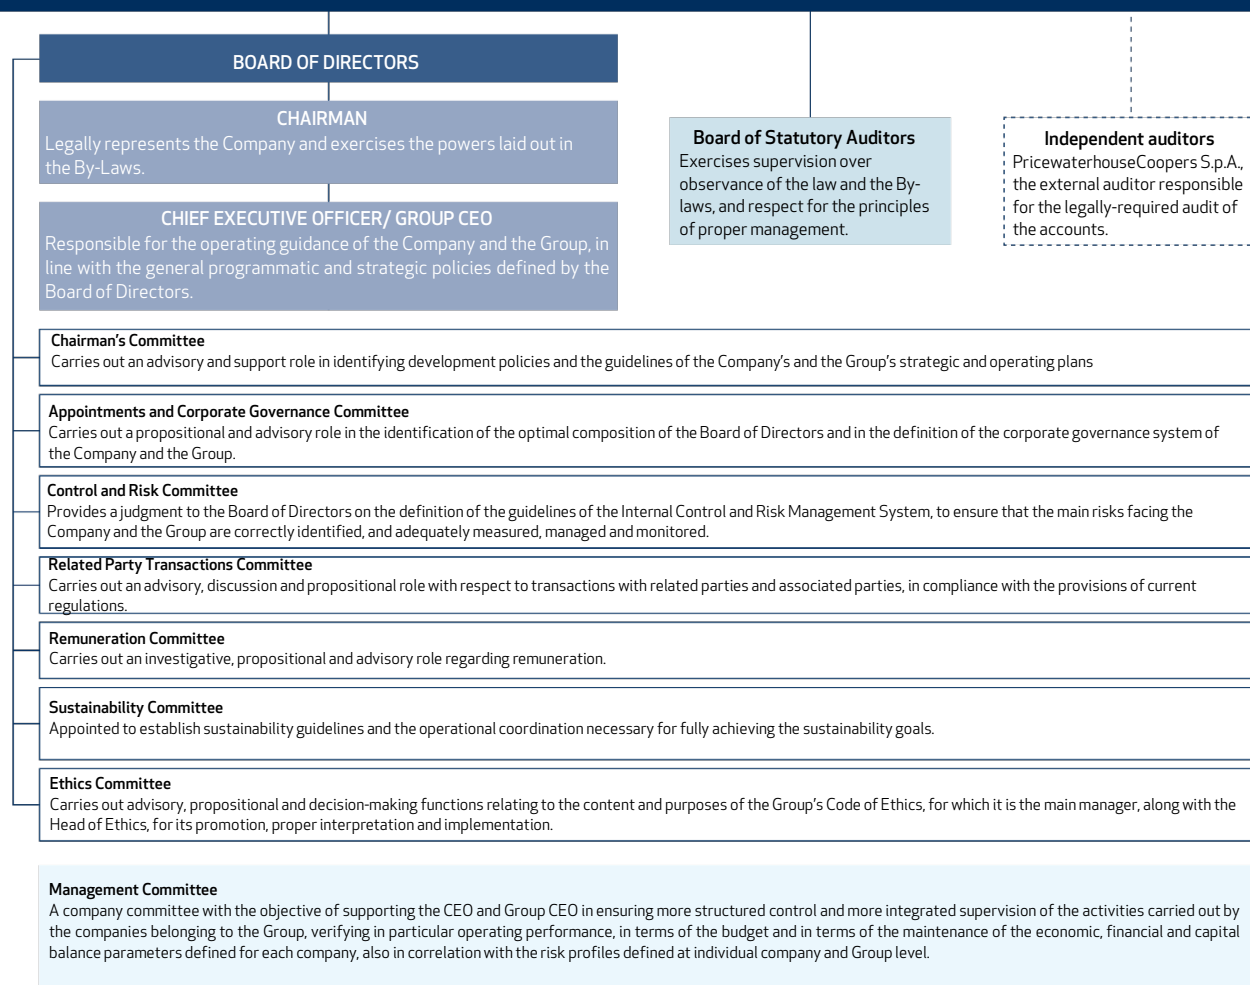 BOARD OF DIRECTORS
CHAIRMAN
Legally represents the Company and exercises the powers laid out in
the By-Laws.
CHIEF EXECUTIVE OFFICER/ GROUP CEO
Responsible for the operating guidance of the Company and the Group, in
line with the general programmatic and strategic policies defined by the
Board of Directors.
Board of Statutory Auditors
Exercises supervision over
observance of the law and the By-
laws, and respect for the principles
of proper management.
Independent auditors
PricewaterhouseCoopers S.p.A.,
the external auditor responsible
for the legally-required audit of
the accounts.
Chairman's Committee
Carries out an advisory and support role in identifying development policies and the guidelines of the Company's and the Group's strategic and operating plans
Appointments and Corporate Governance Committee
Carries out a propositional and advisory role in the identification of the optimal composition of the Board of Directors and in the definition of the corporate governance system of
the Company and the Group.
Control and Risk Committee
Provides a judgment to the Board of Directors on the definition of the guidelines of the Internal Control and Risk Management System, to ensure that the main risks facing the
Company and the Group are correctly identified, and adequately measured, managed and monitored.
Related Party Transactions Committee
Carries out an advisory, discussion and propositional role with respect to transactions with related parties and associated parties, in compliance with the provisions of current
regulations.
Remuneration Committee
Carries out an investigative, propositional and advisory role regarding remuneration.
Sustainability Committee
Appointed to establish sustainability guidelines and the operational coordination necessary for fully achieving the sustainability goals.
Ethics Committee
Carries out advisory, propositional and decision-making functions relating to the content and purposes of the Group's Code of Ethics, for which it is the main manager, along with the
Head of Ethics, for its promotion, proper interpretation and implementation.
Management Committee
A company committee with the objective of supporting the CEO and Group CEO in ensuring more structured control and more integrated supervision of the activities carried out by
the companies belonging to the Group, verifying in particular operating performance, in terms of the budget and in terms of the maintenance of the economic, financial and capital
balance parameters defined for each company, also in correlation with the risk profiles defined at individual company and Group level.